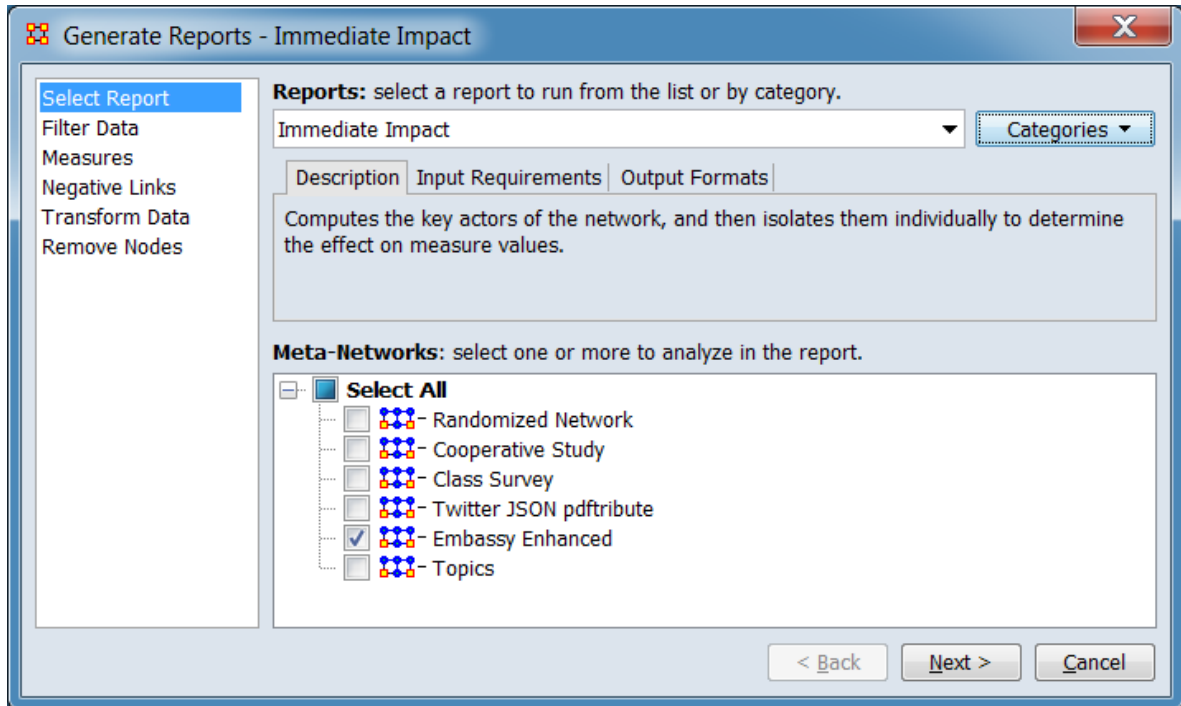 Generate Reports - Immediate Impact
Select Report
Filter Data
Measures
Negative Links
Transform Data
Remove Nodes
Reports: select a report to run from the list or by category.
Immediate Impact
Categories
Description Input Requirements Output Formats
Computes the key actors of the network, and then isolates them individually to determine
the effect on measure values.
Meta-Networks: select one or more to analyze in the report.
Select All
Randomized Network
Cooperative Study
Class Survey
Twitter JSON pdftribute
Embassy Enhanced
Topics
< Back Next > Cancel